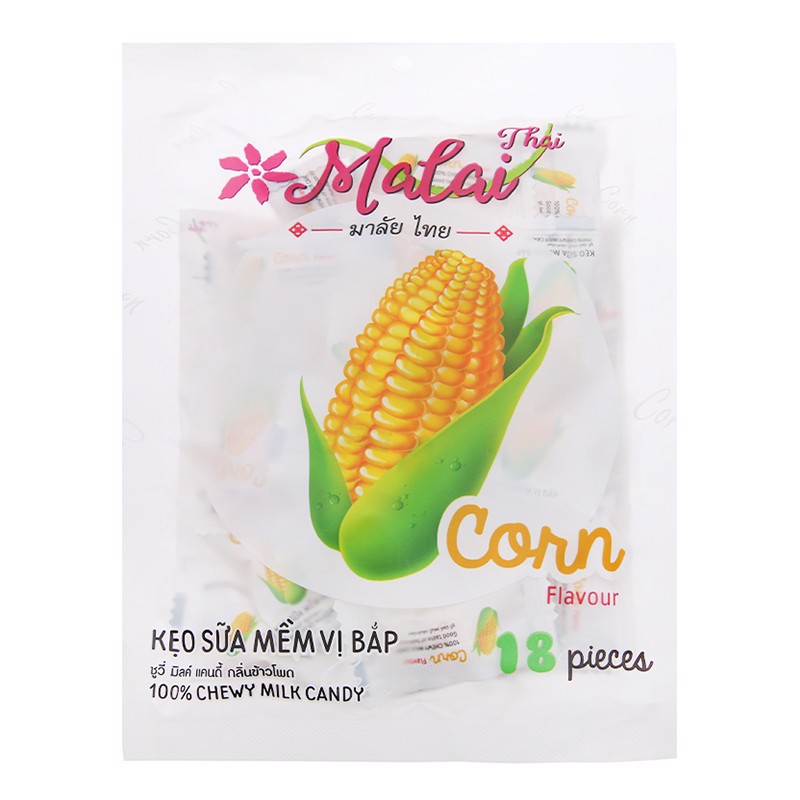 Malai Thai
มาลัย ไทย
Corn
Flavour
KẸO SỮA MỀM VỊ BẮP
ชูวี่ มิลค์ แคนดี้ กลิ่นข้าวโพด
100% CHEWY MILK CANDY
18 pieces